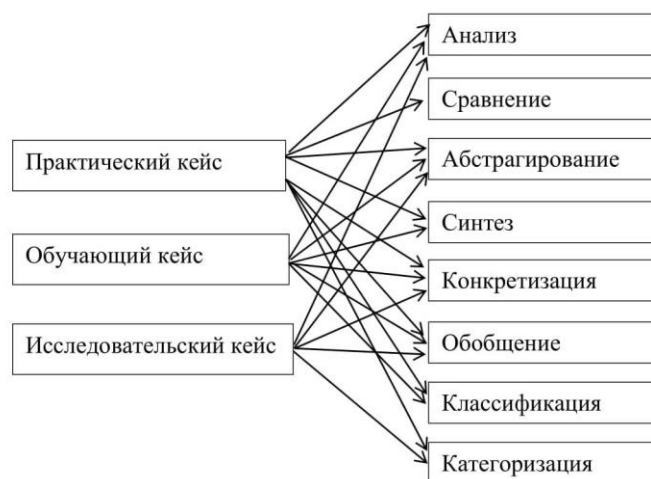 Практический кейс
Обучающий кейс
Исследовательский кейс
Анализ
Сравнение
Абстрагирование
Синтез
Конкретизация
Обобщение
Классификация
Категоризация